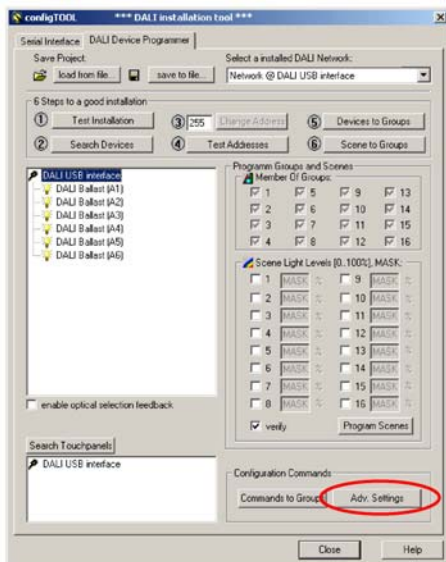 configTOOL *** DALI installation tool ***
Serial Interface DALI Device Programmer
Save Project: Select a installed DALI Network:
load from file... save to file... Network @ DALI USB interface
6 Steps to a good installation
1 Test Installation 3 255 Change Address 5 Devices to Groups
2 Search Devices 4 Test Addresses 6 Scene to Groups
DALI USB interface
DALI Ballast (A1)
DALI Ballast (A2)
DALI Ballast (A3)
DALI Ballast (A4)
DALI Ballast (A5)
DALI Ballast (A6)
enable optical selection feedback
Search Touchpanels
DALI USB interface
Programm Groups and Scenes
Member Of Groups:
1 5 9 13
2 6 10 14
3 7 11 15
4 8 12 16
Scene Light Levels [0..100%], MASK:
1 MASK % 9 MASK %
2 MASK % 10 MASK %
3 MASK % 11 MASK %
4 MASK % 12 MASK %
5 MASK % 13 MASK %
6 MASK % 14 MASK %
7 MASK % 15 MASK %
8 MASK % 16 MASK %
verify Program Scenes
Configuration Commands
Commands to Groups Adv. Settings
Close Help